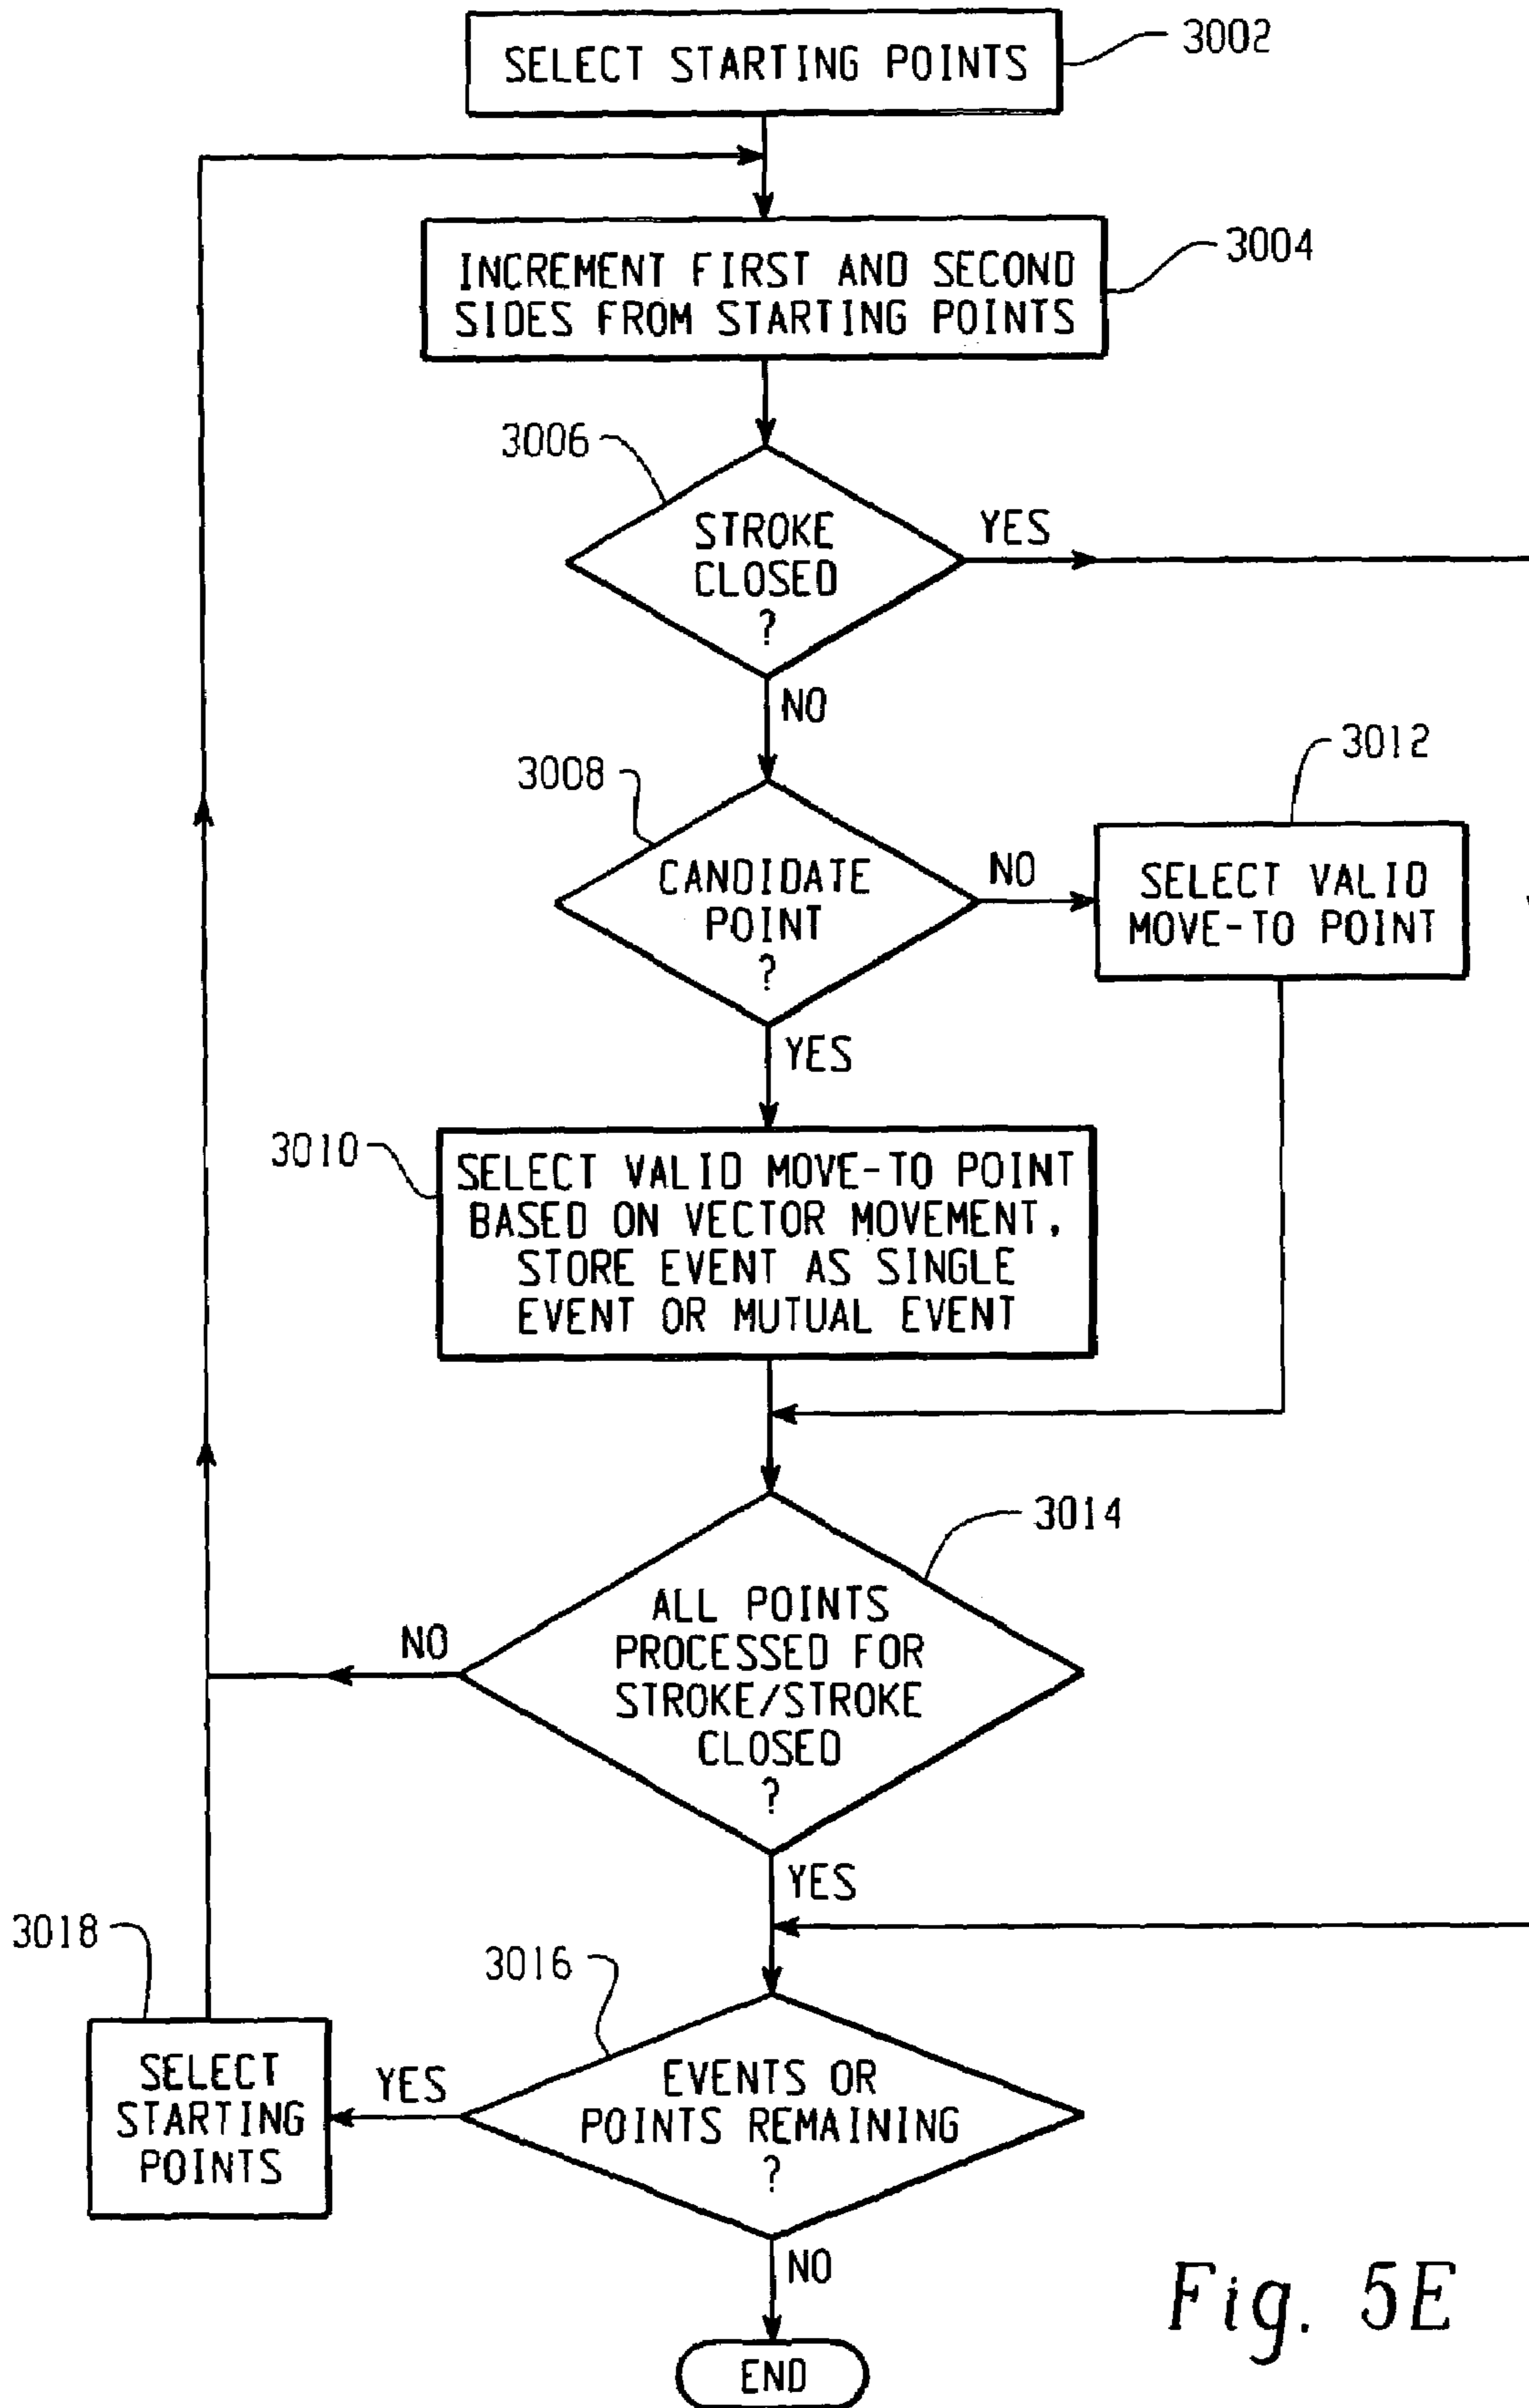 SELECT STARTING POINTS
3002
INCREMENT FIRST AND SECOND
SIDES FROM STARTING POINTS
3004
3006
STROKE
CLOSED
?
YES
NO
3008
CANDIDATE
POINT
?
NO
3012
SELECT VALID
MOVE-TO POINT
YES
3010
SELECT VALID MOVE-TO POINT
BASED ON VECTOR MOVEMENT,
STORE EVENT AS SINGLE
EVENT OR MUTUAL EVENT
3014
ALL POINTS
PROCESSED FOR
STROKE/STROKE
CLOSED
?
NO
YES
3018
SELECT
STARTING
POINTS
3016
YES
EVENTS OR
POINTS REMAINING
?
NO
END
Fig. 5E